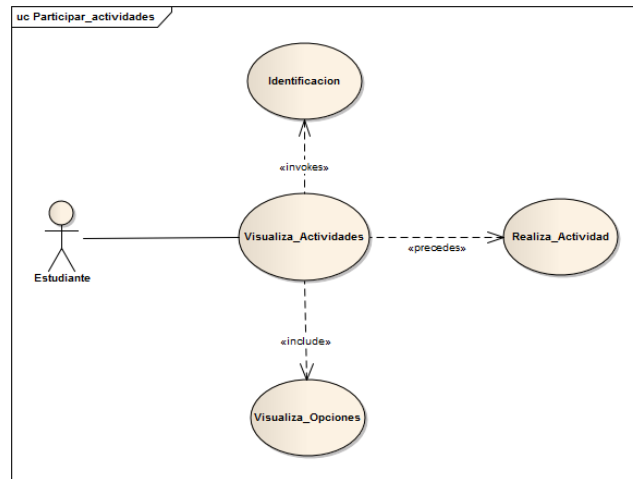 uc Participar_actividades
Identificacion
«invokes»
Visualiza_Actividades
Realiza_Actividad
«precedes»
Estudiante
«include»
Visualiza_Opciones